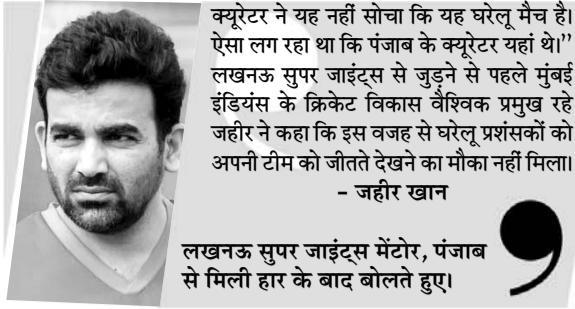 क्यूरेटर ने यह नहीं सोचा कि यह घरेलू मैच है।
ऐसा लग रहा था कि पंजाब के क्यूरेटर यहां थे।”
लखनऊ सुपर जाइंट्स से जुड़ने से पहले मुंबई
इंडियंस के क्रिकेट विकास वैश्विक प्रमुख रहे
जहीर ने कहा कि इस वजह से घरेलू प्रशंसकों को
अपनी टीम को जीतते देखने का मौका नहीं मिला।
– जहीर खान
लखनऊ सुपर जाइंट्स मेंटोर, पंजाब
से मिली हार के बाद बोलते हुए।